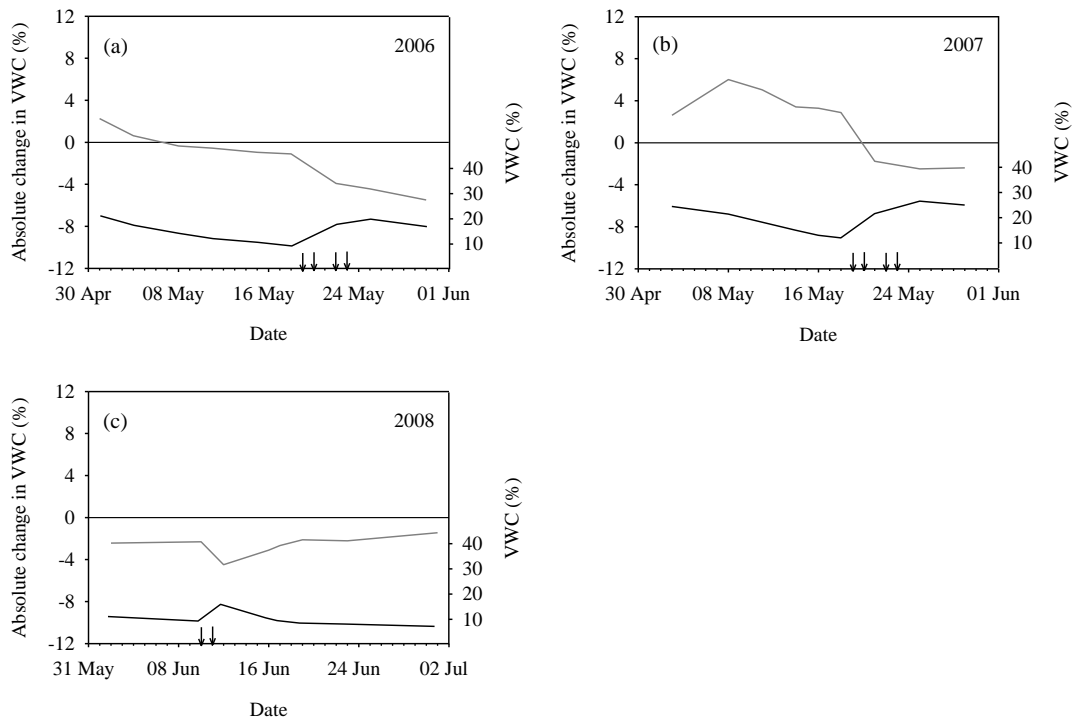 (a)
2006
Absolute change in VWC (%)
12
8
4
0
-4
-8
-12
VWC (%)
40
30
20
10
30 Apr
08 May
16 May
24 May
01 Jun
Date
(b)
2007
Absolute change in VWC (%)
12
8
4
0
-4
-8
-12
VWC (%)
40
30
20
10
30 Apr
08 May
16 May
24 May
01 Jun
Date
(c)
2008
Absolute change in VWC (%)
12
8
4
0
-4
-8
-12
VWC (%)
40
30
20
10
31 May
08 Jun
16 Jun
24 Jun
02 Jul
Date